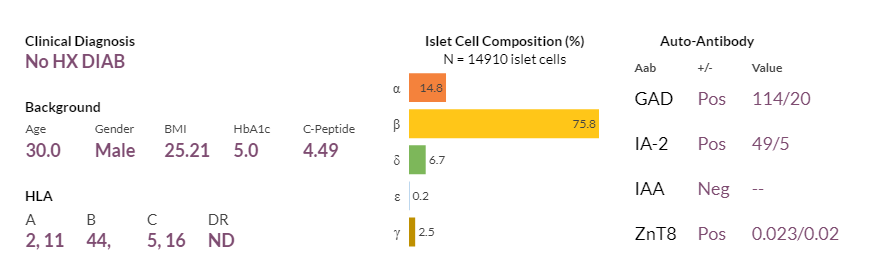 Clinical Diagnosis
No HX DIAB
Background
Age Gender BMI HbA1c C-Peptide
30.0 Male 25.21 5.0 4.49
HLA
A B C DR
2, 11 44, 5, 16 ND
Islet Cell Composition (%)
N = 14910 islet cells
α 14.8
β 75.8
δ 6.7
ε 0.2
γ 2.5
Auto-Antibody
Aab +/- Value
GAD Pos 114/20
IA-2 Pos 49/5
IAA Neg --
ZnT8 Pos 0.023/0.02